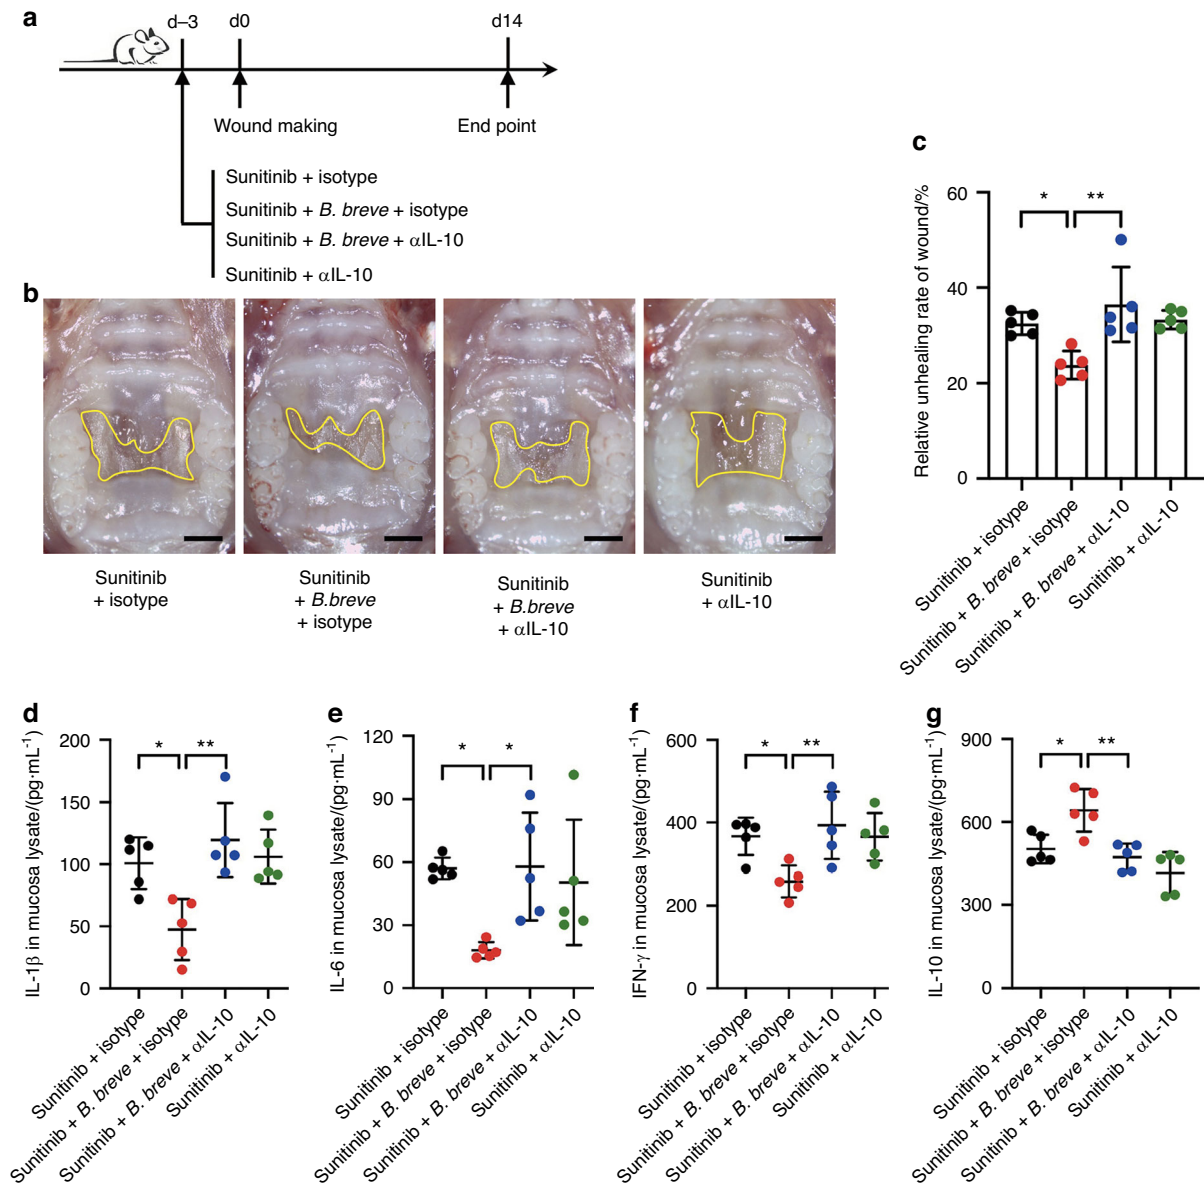 a
d–3
d0
d14
Wound making
End point
Sunitinib + isotype
Sunitinib + B. breve + isotype
Sunitinib + B. breve + αIL-10
Sunitinib + αIL-10
b
Sunitinib
+ isotype
Sunitinib
+ B.breve
+ isotype
Sunitinib
+ B.breve
+ αIL-10
Sunitinib
+ αIL-10
c
Relative unhealing rate of wound/%
60
40
20
0
*
**
Sunitinib + isotype
Sunitinib + B. breve + isotype
Sunitinib + B. breve + αIL-10
Sunitinib + αIL-10
d
IL-1β in mucosa lysate/(pg·mL⁻¹)
200
150
100
50
0
*
**
Sunitinib + isotype
Sunitinib + B. breve + isotype
Sunitinib + B. breve + αIL-10
Sunitinib + αIL-10
e
IL-6 in mucosa lysate/(pg·mL⁻¹)
120
90
60
30
0
*
*
Sunitinib + isotype
Sunitinib + B. breve + isotype
Sunitinib + B. breve + αIL-10
Sunitinib + αIL-10
f
IFN-γ in mucosa lysate/(pg·mL⁻¹)
600
400
200
0
*
**
Sunitinib + isotype
Sunitinib + B. breve + isotype
Sunitinib + B. breve + αIL-10
Sunitinib + αIL-10
g
IL-10 in mucosa lysate/(pg·mL⁻¹)
900
600
300
0
*
**
Sunitinib + isotype
Sunitinib + B. breve + isotype
Sunitinib + B. breve + αIL-10
Sunitinib + αIL-10